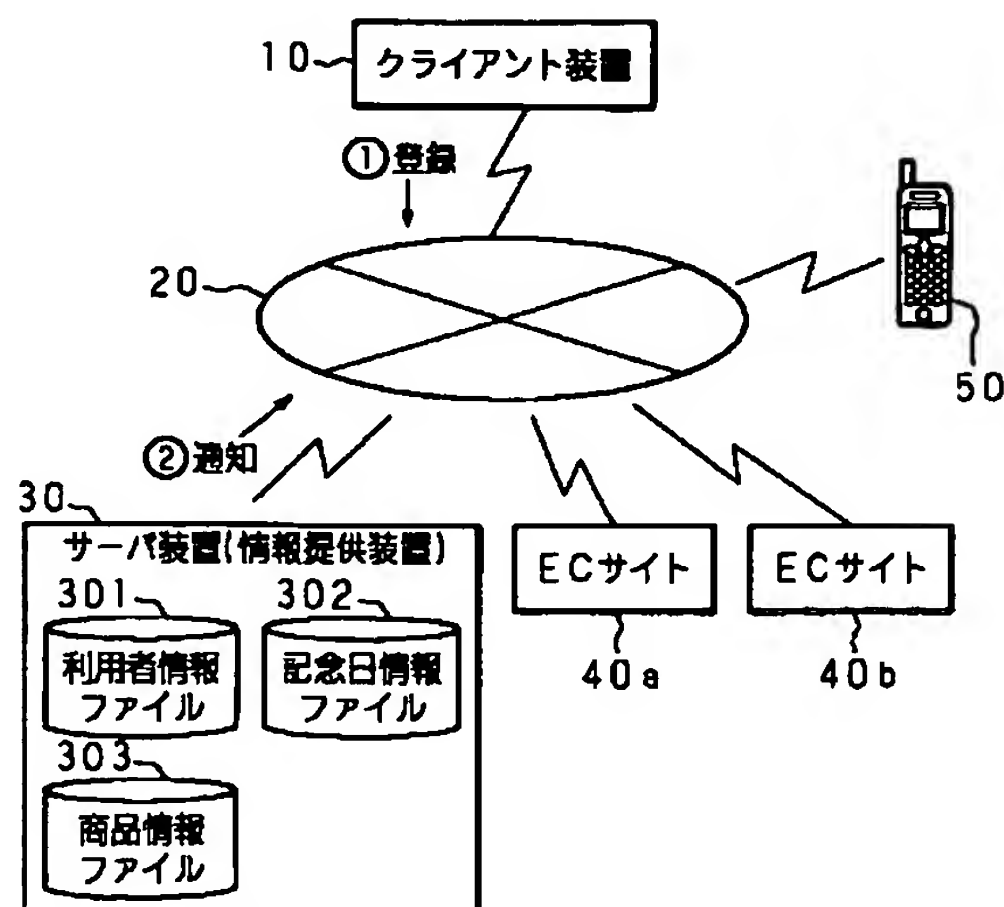 10
クライアント装置
①登録
20
50
②通知
30
サーバ装置(情報提供装置)
301 302
利用者情報
ファイル
記念日情報
ファイル
303
商品情報
ファイル
ECサイト ECサイト
40a 40b